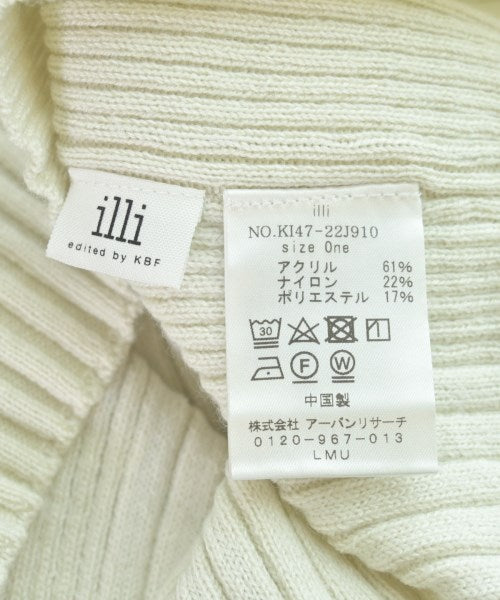 illi
edited by KBF
illi
NO.KI47-22J910
size One
アクリル 61%
ナイロン 22%
ポリエステル 17%
30
F W
中国製
株式会社 アーバンリサーチ
0120-967-013
LMU